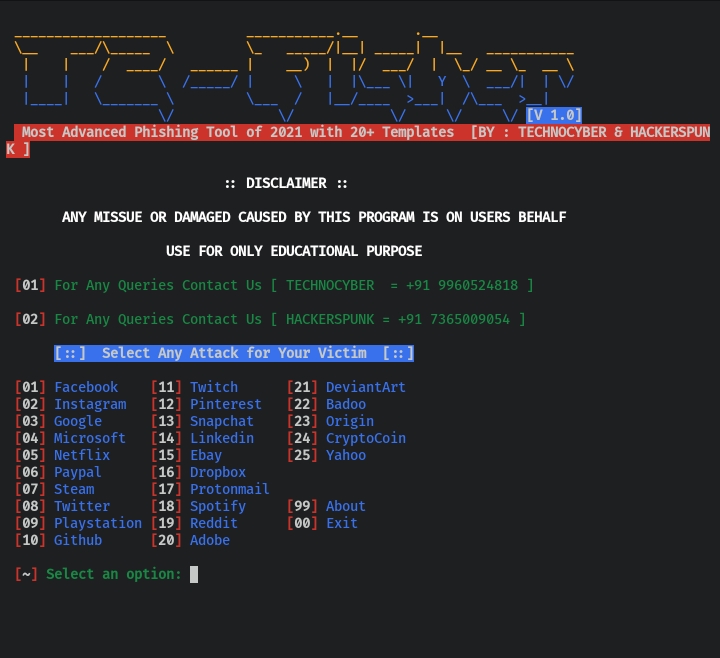 T2-Fisher
[V 1.0]
Most Advanced Phishing Tool of 2021 with 20+ Templates [BY : TECHNOCYBER & HACKERSPUN
K ]
:: DISCLAIMER ::
ANY MISSUE OR DAMAGED CAUSED BY THIS PROGRAM IS ON USERS BEHALF
USE FOR ONLY EDUCATIONAL PURPOSE
[01] For Any Queries Contact Us [ TECHNOCYBER = +91 9960524818 ]
[02] For Any Queries Contact Us [ HACKERSPUNK = +91 7365009054 ]
[::] Select Any Attack for Your Victim [::]
[01] Facebook [11] Twitch [21] DeviantArt
[02] Instagram [12] Pinterest [22] Badoo
[03] Google [13] Snapchat [23] Origin
[04] Microsoft [14] Linkedin [24] CryptoCoin
[05] Netflix [15] Ebay [25] Yahoo
[06] Paypal [16] Dropbox
[07] Steam [17] Protonmail
[08] Twitter [18] Spotify [99] About
[09] Playstation [19] Reddit [00] Exit
[10] Github [20] Adobe
[~] Select an option: